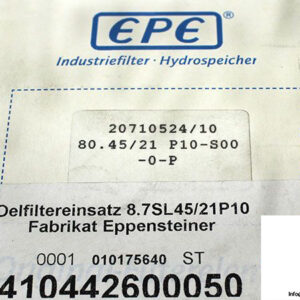 EPE
Industriefilter · Hydrospeicher
20710524/10
80.45/21 P10-S00
-0-P
Oelfiltereinsatz 8.7SL45/21P10
Fabrikat Eppensteiner
0001 010175640 ST
410442600050